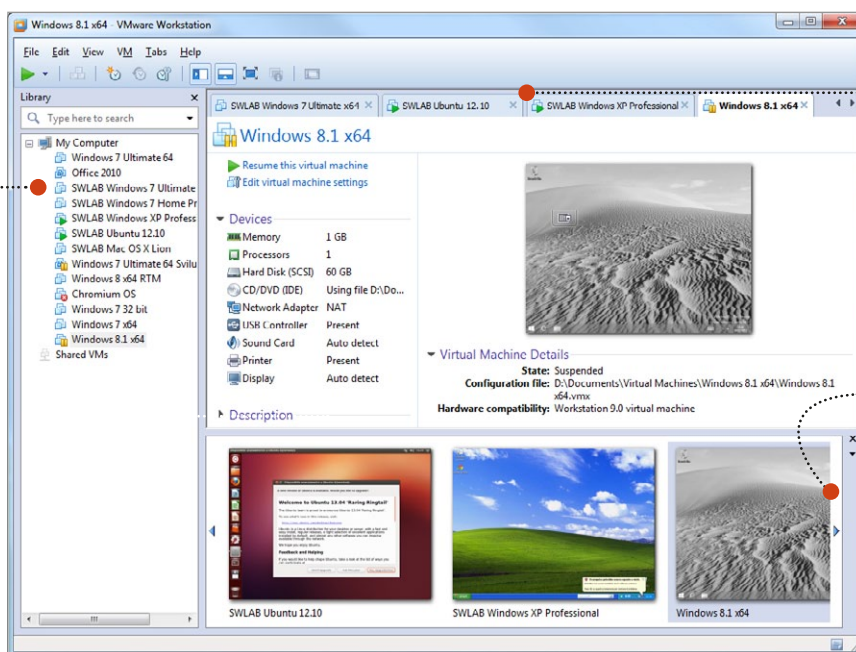 Windows 8.1 x64 - VMware Workstation
File Edit View VM Tabs Help
Library
Type here to search
My Computer
Windows 7 Ultimate 64
Office 2010
SWLAB Windows 7 Ultimate
SWLAB Windows 7 Home Pr
SWLAB Windows XP Profess
SWLAB Ubuntu 12.10
SWLAB Mac OS X Lion
Windows 7 Ultimate 64 Svilu
Windows 8 x64 RTM
Chromium OS
Windows 7 32 bit
Windows 7 x64
Windows 8.1 x64
Shared VMs
SWLAB Windows 7 Ultimate x64
SWLAB Ubuntu 12.10
SWLAB Windows XP Professional
Windows 8.1 x64
Windows 8.1 x64
Resume this virtual machine
Edit virtual machine settings
Devices
Memory 1 GB
Processors 1
Hard Disk (SCSI) 60 GB
CD/DVD (IDE) Using file D:\Do...
Network Adapter NAT
USB Controller Present
Sound Card Auto detect
Printer Present
Display Auto detect
Description
Virtual Machine Details
State: Suspended
Configuration file: D:\Documents\Virtual Machines\Windows 8.1 x64\Windows 8.1
x64.vmx
Hardware compatibility: Workstation 9.0 virtual machine
Welcome to Ubuntu 13.04 'Raring Ringtail'
Feedback and Helping
SWLAB Ubuntu 12.10
SWLAB Windows XP Professional
Windows 8.1 x64